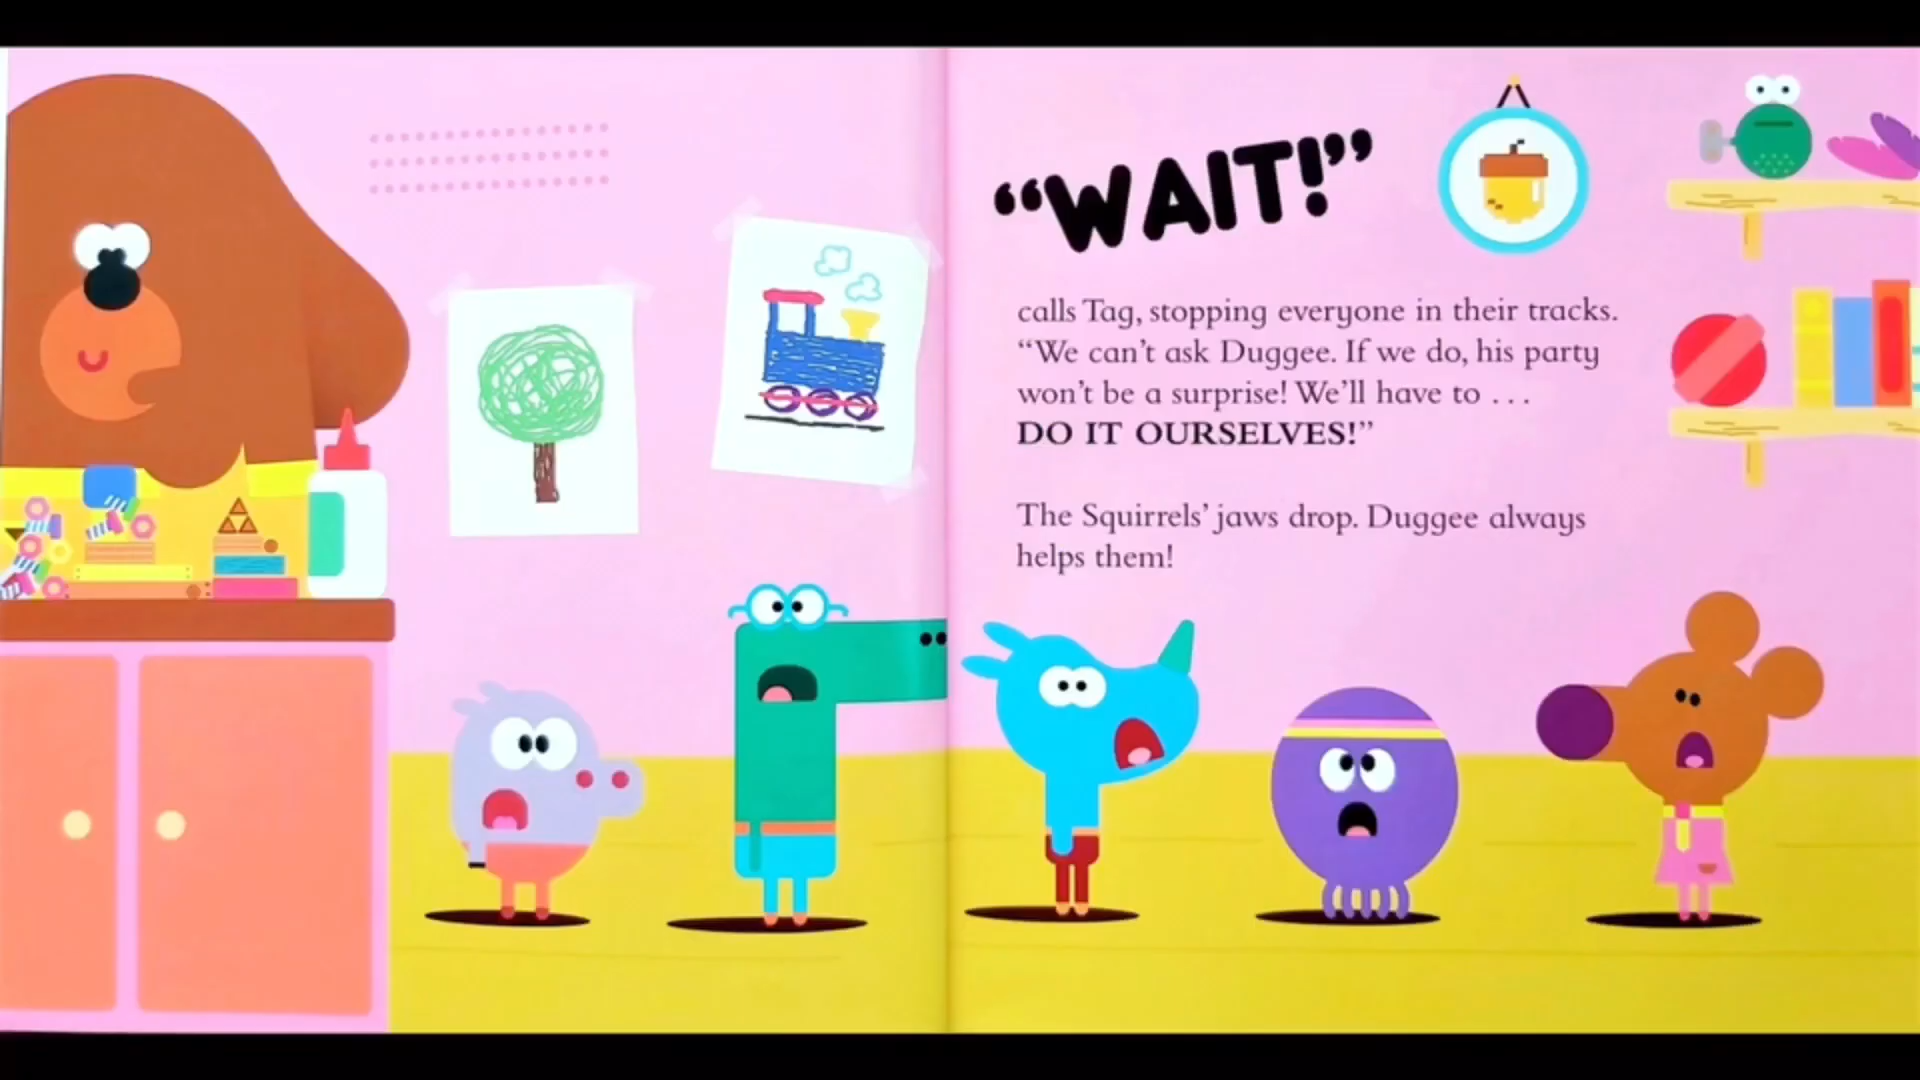 “WAIT!”
calls Tag, stopping everyone in their tracks.
“We can’t ask Duggee. If we do, his party
won’t be a surprise! We’ll have to . . .
DO IT OURSELVES!”
The Squirrels’ jaws drop. Duggee always
helps them!